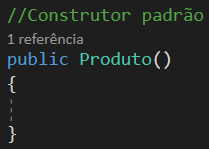 //Construtor padrão
1 referência
public Produto()
{
}